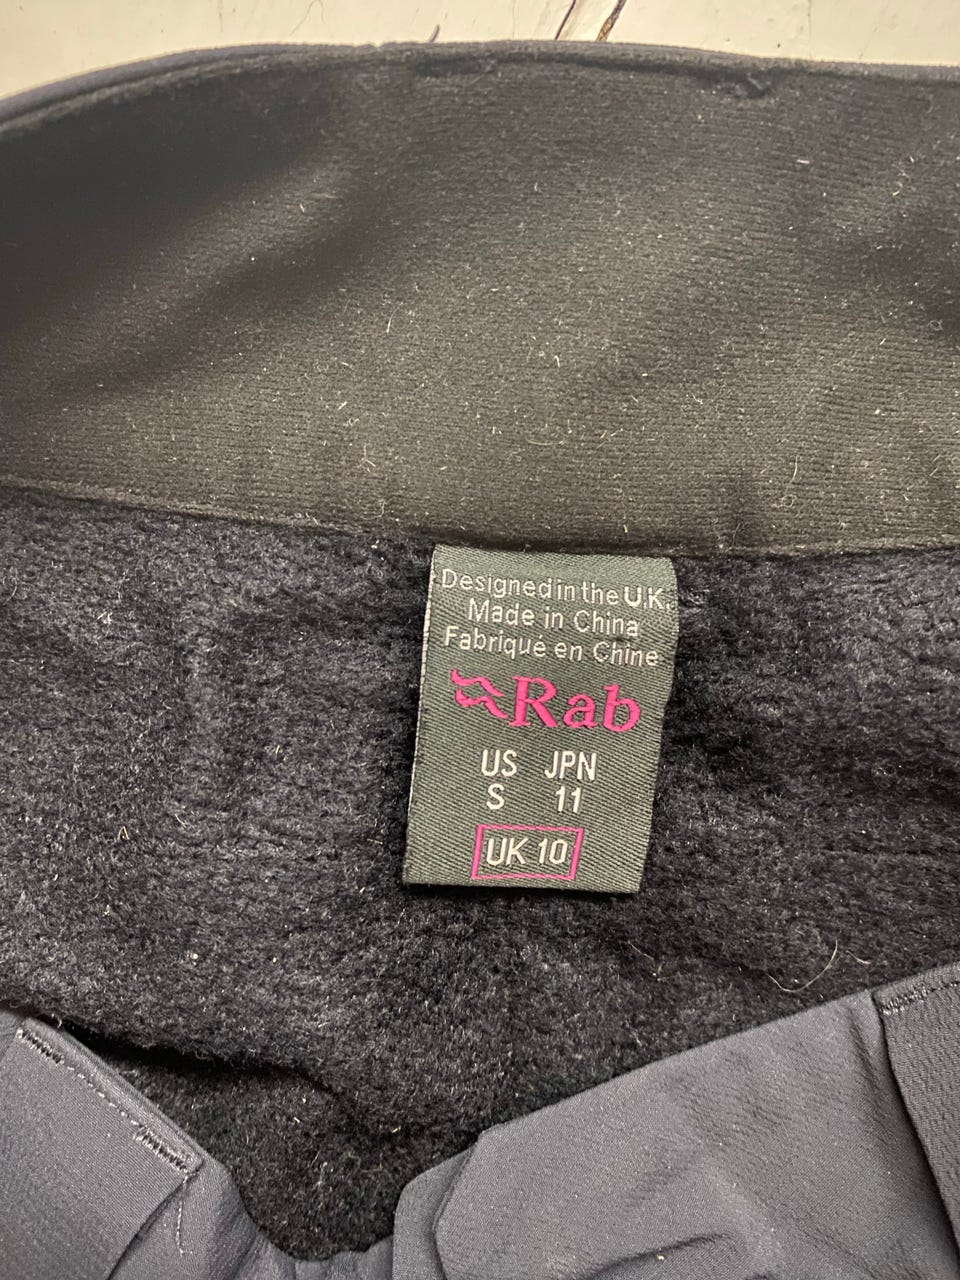 Designed in the U.K.
Made in China
Fabriqué en Chine
Rab
US JPN
S 11
UK 10